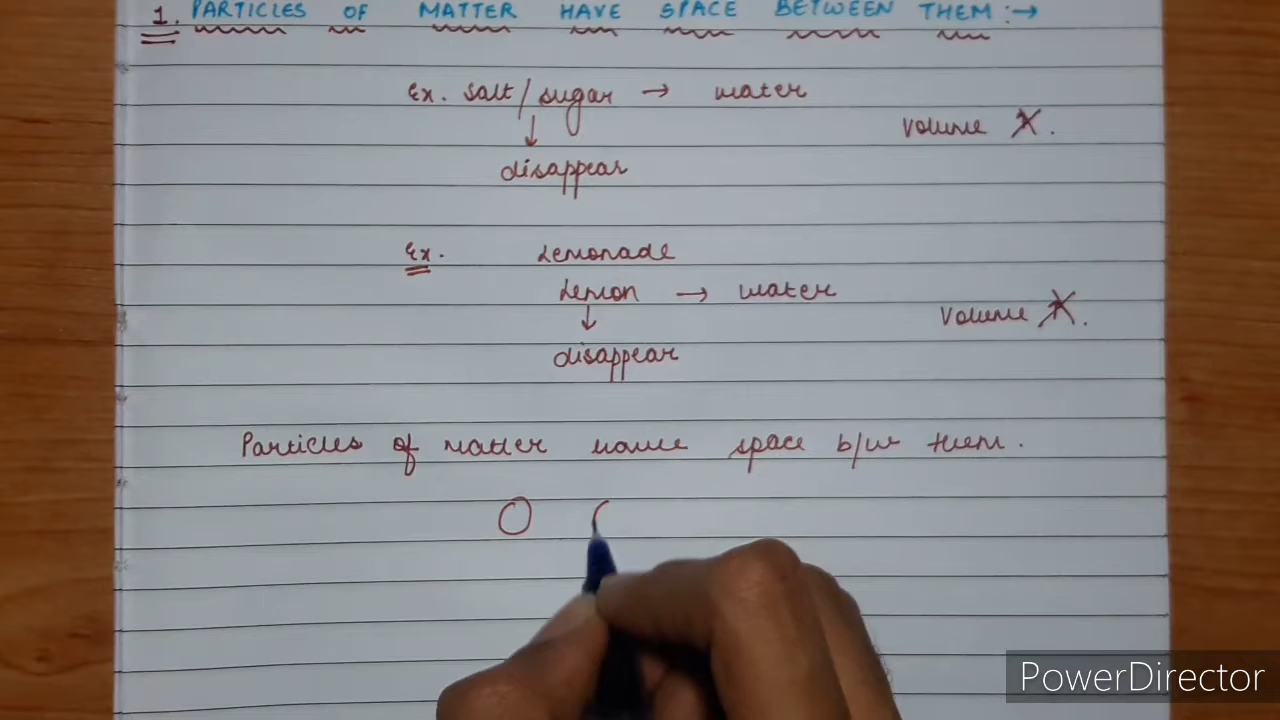 1. PARTICLES OF MATTER HAVE SPACE BETWEEN THEM :→
Ex. salt / sugar → water
volume X.
↓
disappear
Ex. Lemonade
Lemon → water
volume X.
↓
disappear
Particles of matter have space b/w them.
PowerDirector